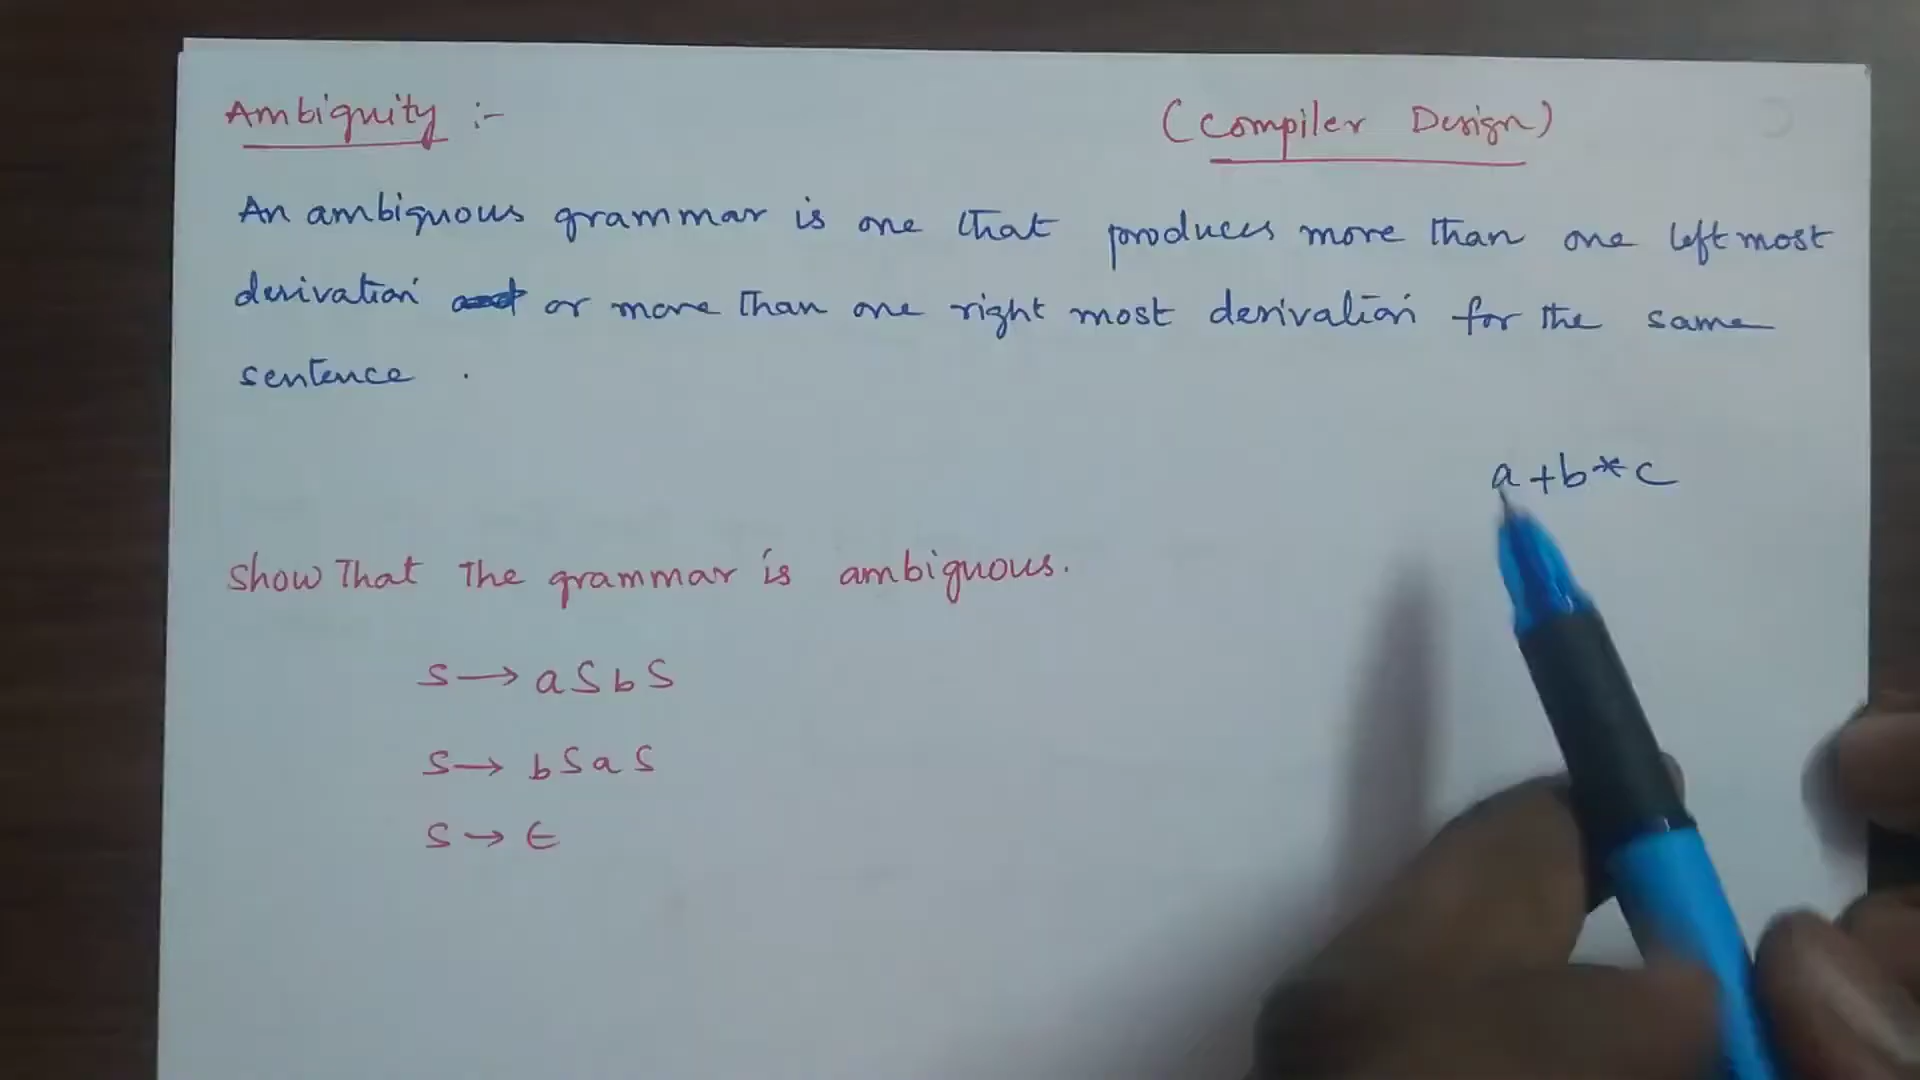 Ambiguity :-
(Compiler Design)
An ambiguous grammar is one that produces more than one left most
derivation or more than one right most derivation for the same
sentence .
a+b*c
Show That The grammar is ambiguous.
S → aSbS
S → bSaS
S → ϵ